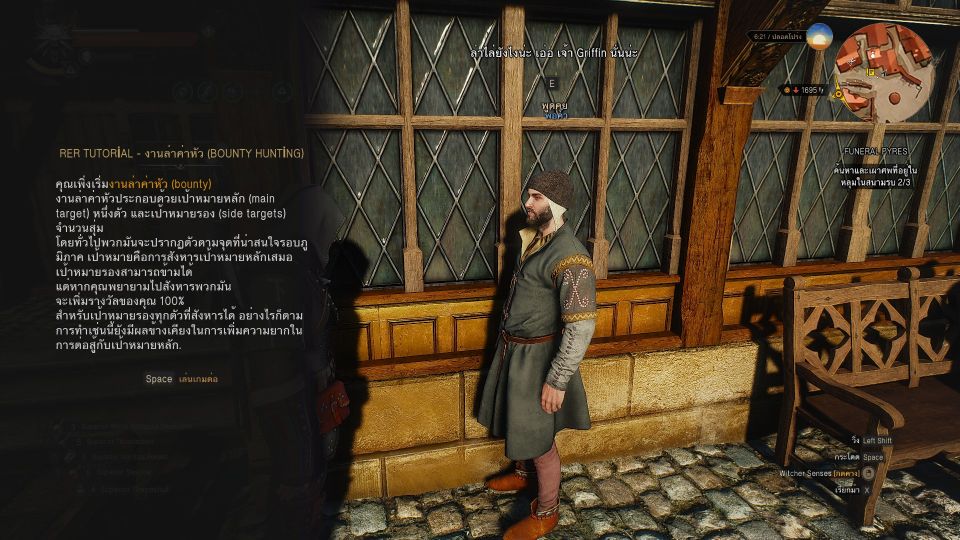 ล่าไล่ยังไงนะ เออ เจ้า Griffin นั่นน่ะ
E
พูดคุย
พ่อค้า
6:21 / ปลอดโปร่ง
1695
FUNERAL PYRES
ค้นหาและเผาศพที่อยู่ใน
หลุมในสนามรบ 2/3
RER TUTORIAL - งานล่าค่าหัว (BOUNTY HUNTING)
คุณเพิ่งเริ่มงานล่าค่าหัว (bounty)
งานล่าค่าหัวประกอบด้วยเป้าหมายหลัก (main
target) หนึ่งตัว และเป้าหมายรอง (side targets)
จำนวนสุ่ม
โดยทั่วไปพวกมันจะปรากฏตัวตามจุดที่น่าสนใจรอบภู
มิภาค เป้าหมายคือการสังหารเป้าหมายหลักเสมอ
เป้าหมายรองสามารถข้ามได้
แต่หากคุณพยายามไปสังหารพวกมัน
จะเพิ่มรางวัลของคุณ 100%
สำหรับเป้าหมายรองทุกตัวที่สังหารได้ อย่างไรก็ตาม
การทำเช่นนี้ยังมีผลข้างเคียงในการเพิ่มความยากใน
การต่อสู้กับเป้าหมายหลัก.
Space เล่นเกมต่อ
วิ่ง Left Shift
กระโดด Space
Witcher Senses [กดค้าง]
เรียกม้า X